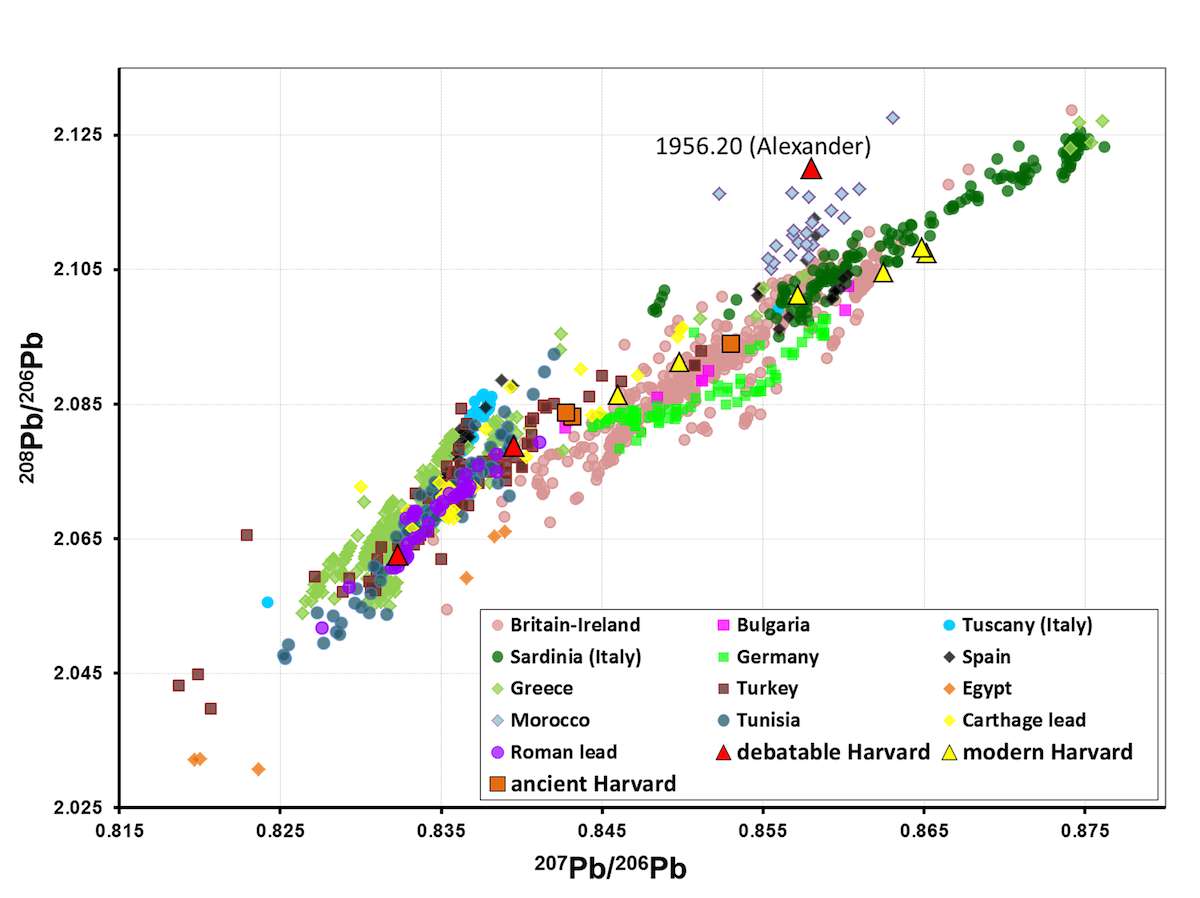 1956.20 (Alexander)
2.125
2.105
2.085
2.065
2.045
2.025
208Pb/206Pb
Britain-Ireland
Bulgaria
Tuscany (Italy)
Sardinia (Italy)
Germany
Spain
Greece
Turkey
Egypt
Morocco
Tunisia
Carthage lead
Roman lead
debatable Harvard
modern Harvard
ancient Harvard
0.815 0.825 0.835 0.845 0.855 0.865 0.875
207Pb/206Pb